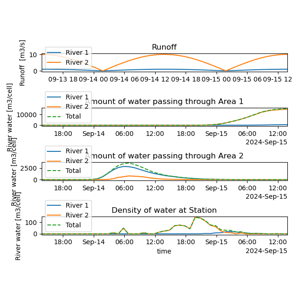 Runoff
Runoff [m3/s]
10
0
River 1
River 2
09-13 18 09-14 00 09-14 06 09-14 12 09-14 18 09-15 00 09-15 06 09-15 12
mount of water passing through Area 1
River water [m3/cell]
10000
0
River 1
River 2
Total
18:00 Sep-14 06:00 12:00 18:00 Sep-15 06:00 12:00
2024-Sep-15
mount of water passing through Area 2
River water [m3/cell]
2500
0
River 1
River 2
Total
18:00 Sep-14 06:00 12:00 18:00 Sep-15 06:00 12:00
2024-Sep-15
Density of water at Station
River water [m3/cell]
100
0
River 1
River 2
Total
18:00 Sep-14 06:00 12:00 18:00 Sep-15 06:00 12:00
time
2024-Sep-15